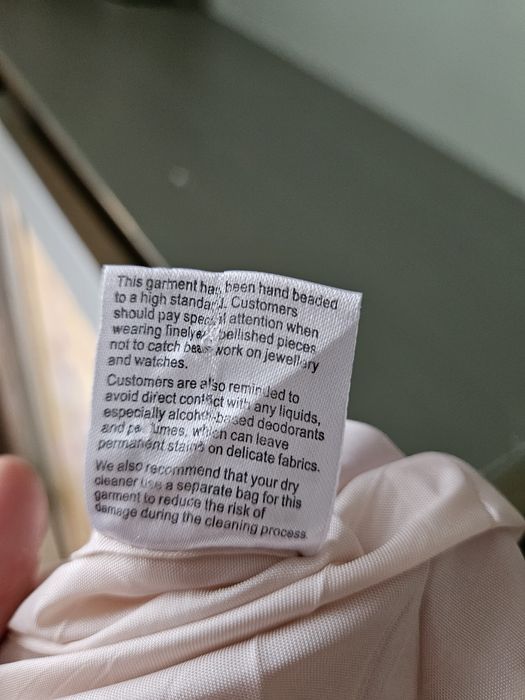 This garment has been hand beaded
to a high standard. Customers
should pay special attention when
wearing finely embellished pieces
not to catch bead work on jewellery
and watches.
Customers are also reminded to
avoid direct contact with any liquids,
especially alcohol-based deodorants
and perfumes, which can leave
permanent stains on delicate fabrics.
We also recommend that your dry
cleaner use a separate bag for this
garment to reduce the risk of
damage during the cleaning process.